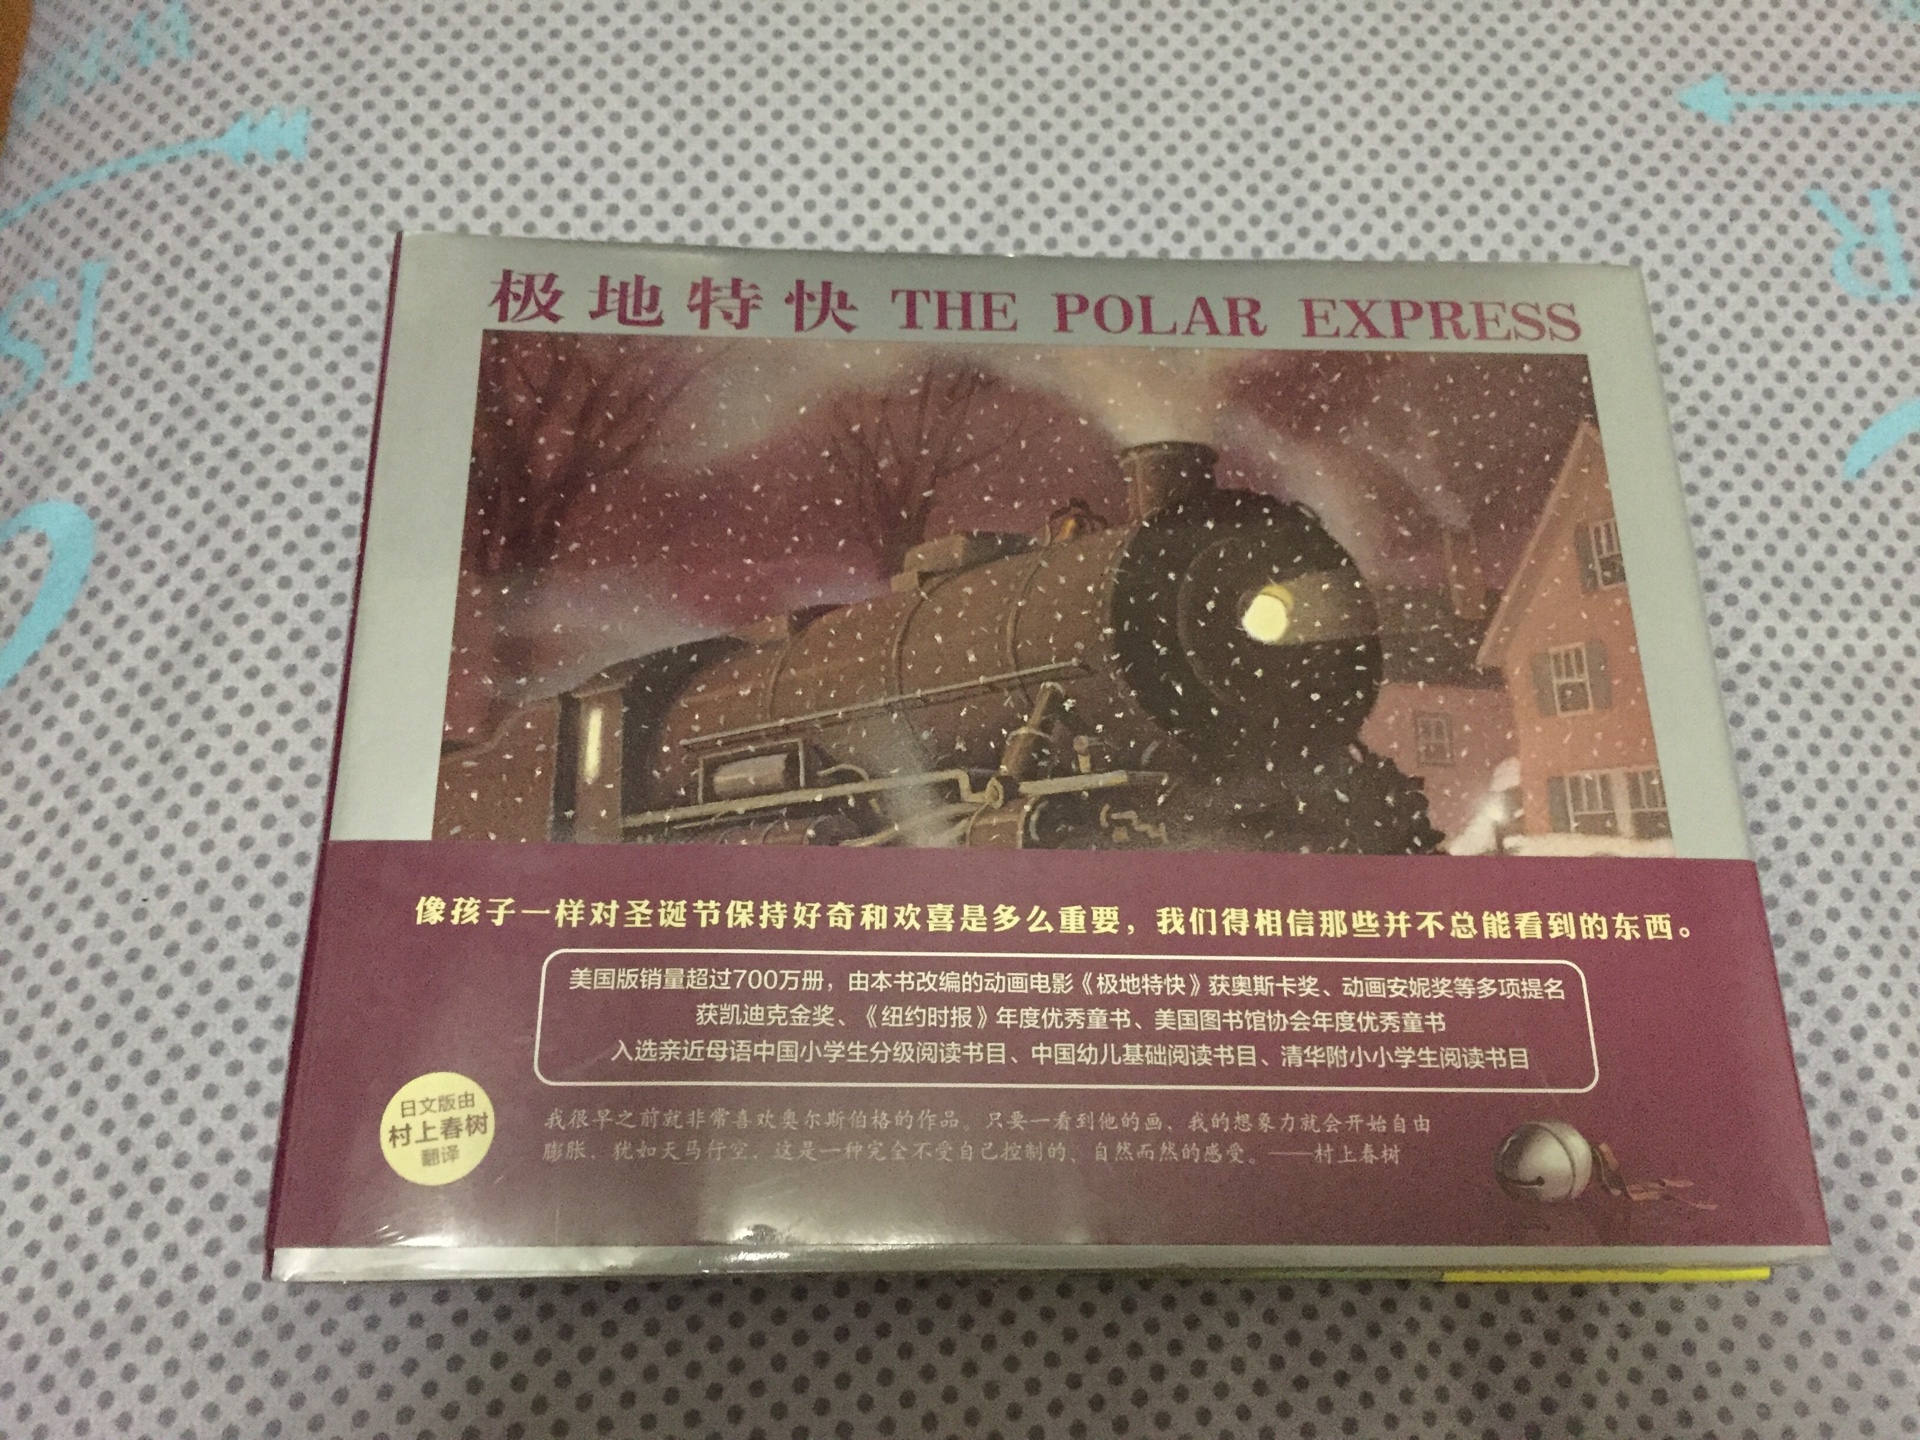 极地特快 THE POLAR EXPRESS
像孩子一样对圣诞节保持好奇和欢喜是多么重要，我们得相信那些并不总能看到的东西。
美国版销量超过700万册，由本书改编的动画电影《极地特快》获奥斯卡奖、动画安妮奖等多项提名
获凯迪克金奖、《纽约时报》年度优秀童书、美国图书馆协会年度优秀童书
入选亲近母语中国小学生分级阅读书目、中国幼儿基础阅读书目、清华附小小学生阅读书目
日文版由
村上春树
翻译
我很早之前就非常喜欢奥尔斯伯格的作品。只要一看到他的画，我的想象力就会开始自由
膨胀，犹如天马行空，这是一种完全不受自己控制的、自然而然的感受。——村上春树